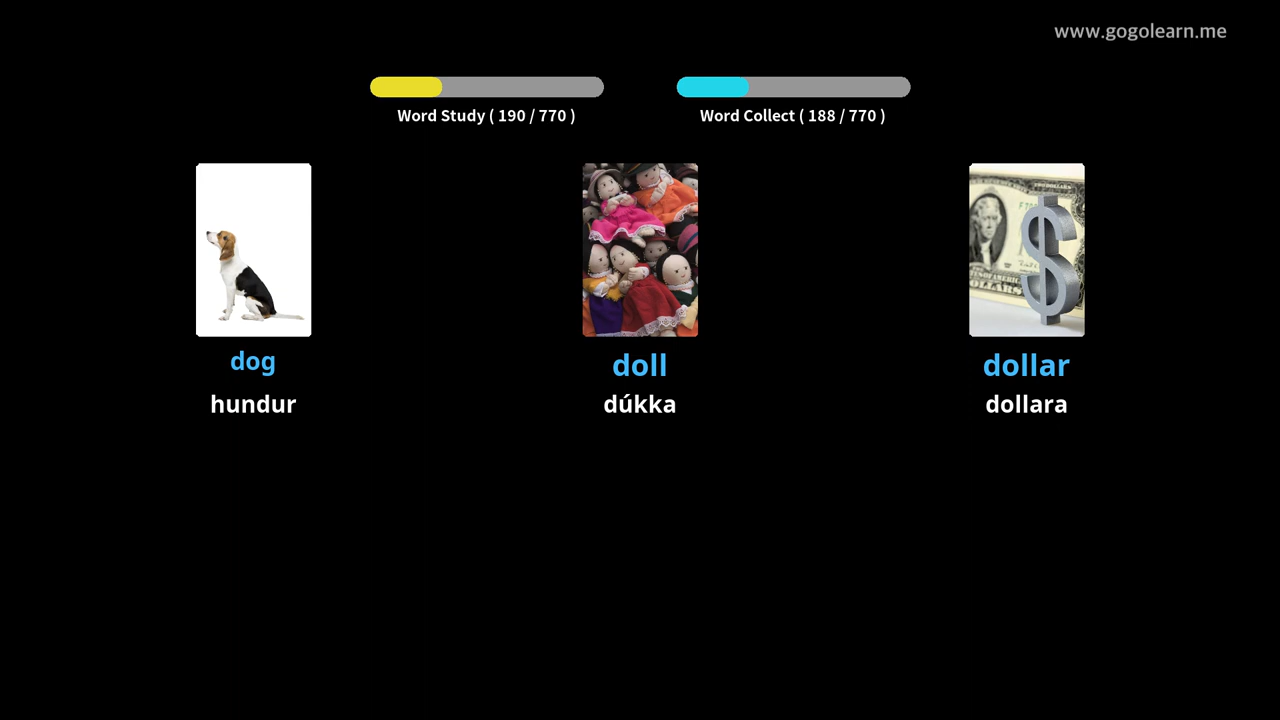 www.gogolearn.me
Word Study ( 190 / 770 )
Word Collect ( 188 / 770 )
dog
doll
dollar
hundur
dúkka
dollara